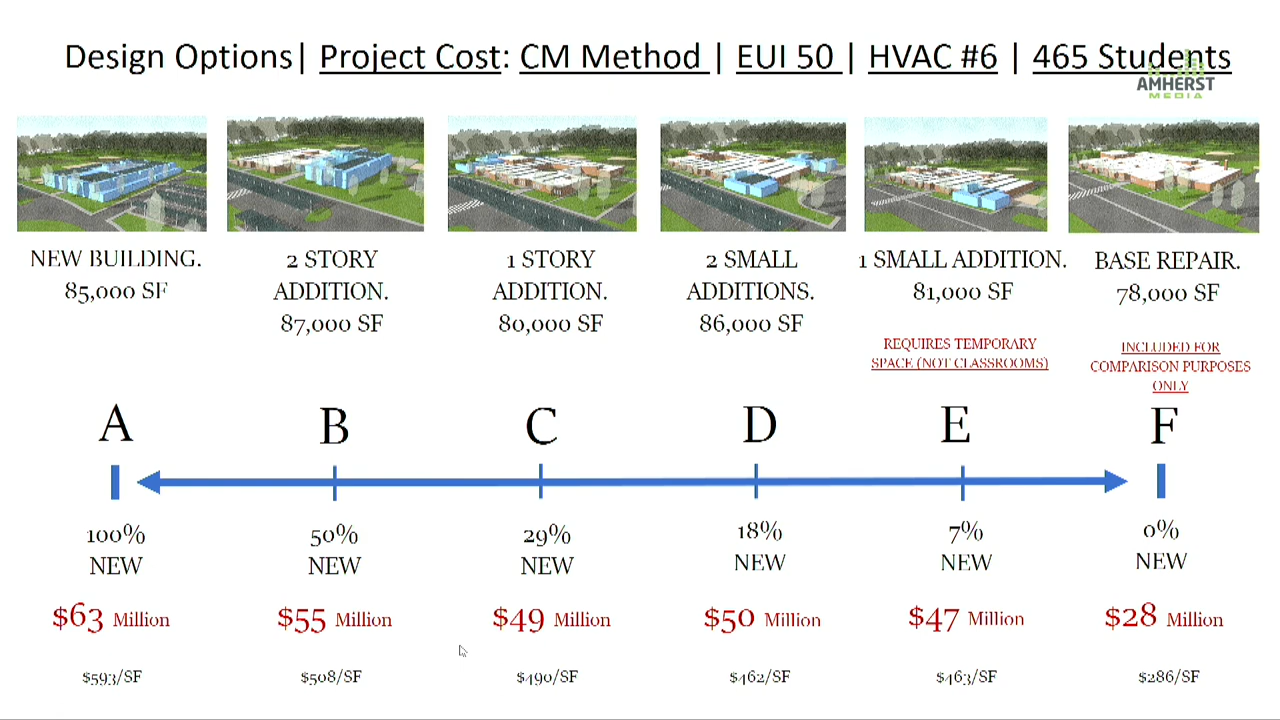 Design Options| Project Cost: CM Method | EUI 50 | HVAC #6 | 465 Students
AMHERST
MEDIA
NEW BUILDING.
85,000 SF
2 STORY
ADDITION.
87,000 SF
1 STORY
ADDITION.
80,000 SF
2 SMALL
ADDITIONS.
86,000 SF
1 SMALL ADDITION.
81,000 SF
REQUIRES TEMPORARY
SPACE (NOT CLASSROOMS)
BASE REPAIR.
78,000 SF
INCLUDED FOR
COMPARISON PURPOSES
ONLY
A B C D E F
100%
NEW
50%
NEW
29%
NEW
18%
NEW
7%
NEW
0%
NEW
$63 Million
$55 Million
$49 Million
$50 Million
$47 Million
$28 Million
$593/SF
$508/SF
$490/SF
$462/SF
$463/SF
$286/SF